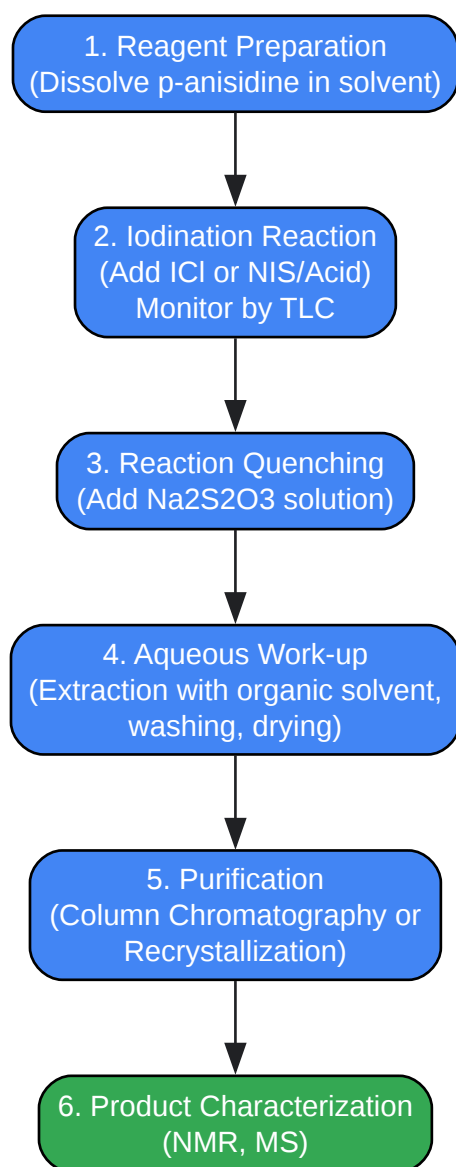 1. Reagent Preparation
(Dissolve p-anisidine in solvent)
2. Iodination Reaction
(Add ICl or NIS/Acid)
Monitor by TLC
3. Reaction Quenching
(Add Na2S2O3 solution)
4. Aqueous Work-up
(Extraction with organic solvent,
washing, drying)
5. Purification
(Column Chromatography or
Recrystallization)
6. Product Characterization
(NMR, MS)